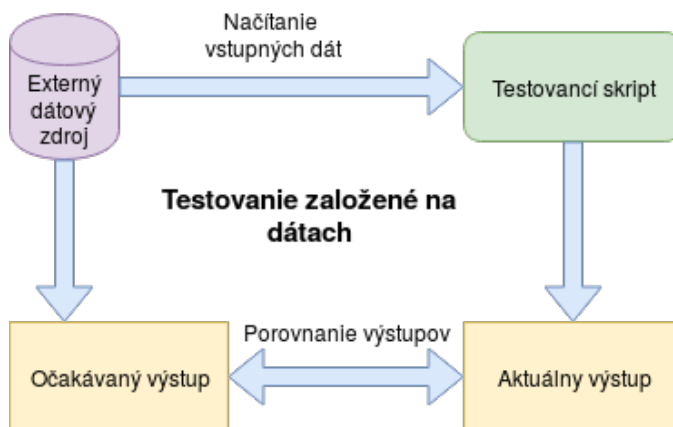 Načítanie
vstupných dát
Externý
dátový
zdroj
Testovancí skript
Testovanie založené na
dátach
Porovnanie výstupov
Očakávaný výstup
Aktuálny výstup